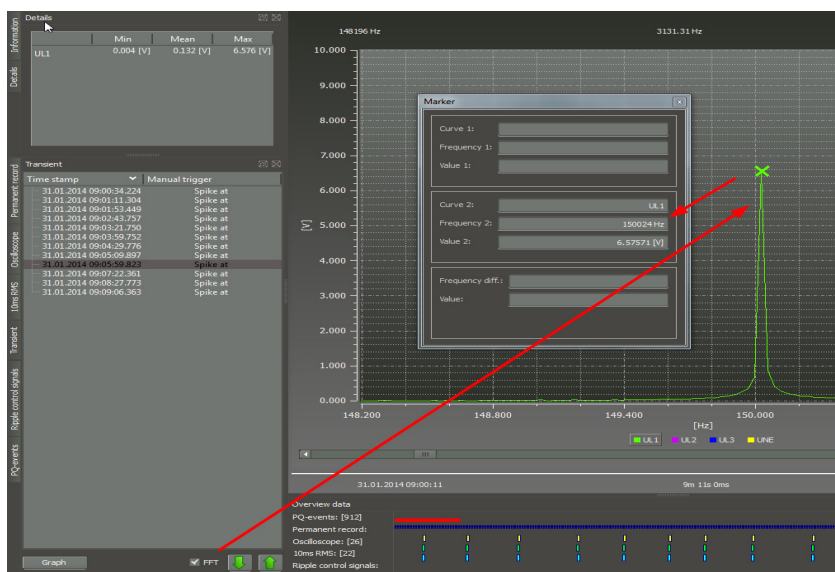 Details
Min Mean Max
UL1 0.004 [V] 0.132 [V] 6.576 [V]
Information
Details
Transient
Time stamp Manual trigger
31.01.2014 09:00:34.224 Spike at
31.01.2014 09:01:11.304 Spike at
31.01.2014 09:01:53.449 Spike at
31.01.2014 09:02:43.757 Spike at
31.01.2014 09:03:21.750 Spike at
31.01.2014 09:03:59.752 Spike at
31.01.2014 09:04:29.776 Spike at
31.01.2014 09:05:09.897 Spike at
31.01.2014 09:05:59.823 Spike at
31.01.2014 09:07:22.361 Spike at
31.01.2014 09:08:27.773 Spike at
31.01.2014 09:09:06.363 Spike at
Permanent record
Oscilloscope
10ms RMS
Transient
Ripple control signals
PQ-events
Graph
FFT
148196 Hz 3131.31 Hz
10.000
9.000
8.000
7.000
6.000
5.000
4.000
3.000
2.000
1.000
0.000
[V]
Marker
Curve 1:
Frequency 1:
Value 1:
Curve 2: UL1
Frequency 2: 150024 Hz
Value 2: 6.57571 [V]
Frequency diff.:
Value:
148.200 148.800 149.400 150.000
[Hz]
UL1 UL2 UL3 UNE
31.01.2014 09:00:11 9m 11s 0ms
Overview data
PQ-events: [912]
Permanent record:
Oscilloscope: [26]
10ms RMS: [22]
Ripple control signals: